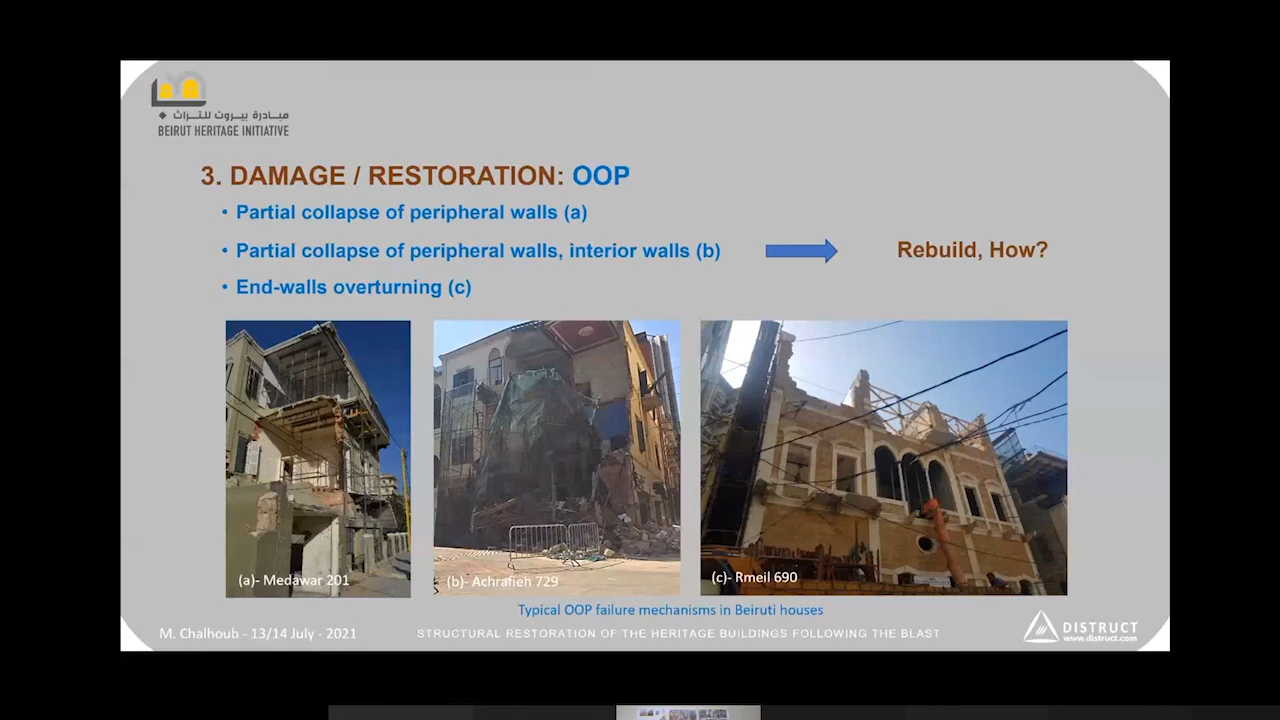 مبادرة بيروت للتراث
BEIRUT HERITAGE INITIATIVE
3. DAMAGE / RESTORATION: OOP
• Partial collapse of peripheral walls (a)
• Partial collapse of peripheral walls, interior walls (b)
Rebuild, How?
• End-walls overturning (c)
(a)- Medawar 201
(b)- Achrafieh 729
(c)- Rmeil 690
Typical OOP failure mechanisms in Beiruti houses
M. Chalhoub - 13/14 July - 2021
STRUCTURAL RESTORATION OF THE HERITAGE BUILDINGS FOLLOWING THE BLAST
DISTRUCT
www.distruct.com